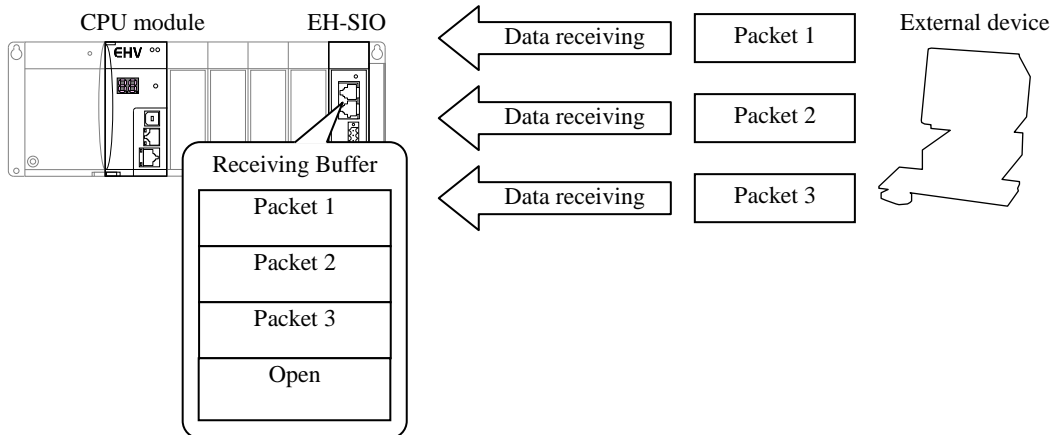 CPU module
EH-SIO
External device
EHV
88
Data receiving
Packet 1
Data receiving
Packet 2
Data receiving
Packet 3
Receiving Buffer
Packet 1
Packet 2
Packet 3
Open